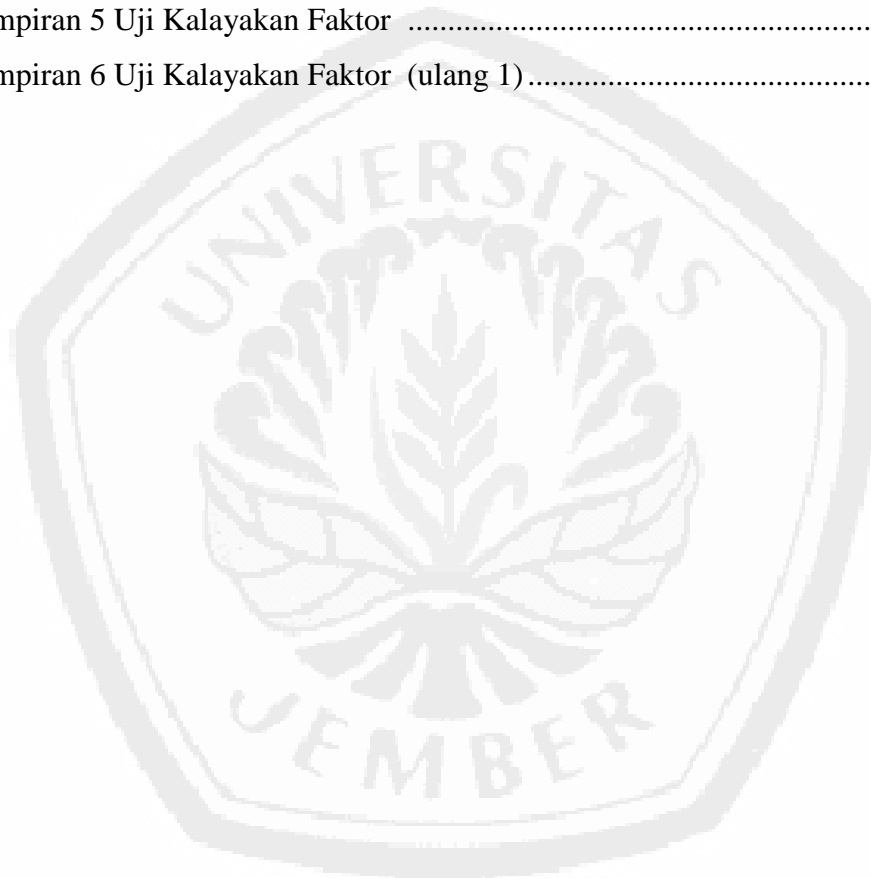 mpiran 5 Uji Kalayakan Faktor ................................................
mpiran 6 Uji Kalayakan Faktor (ulang 1) ....................................
UNIVERSITAS
JEMBER